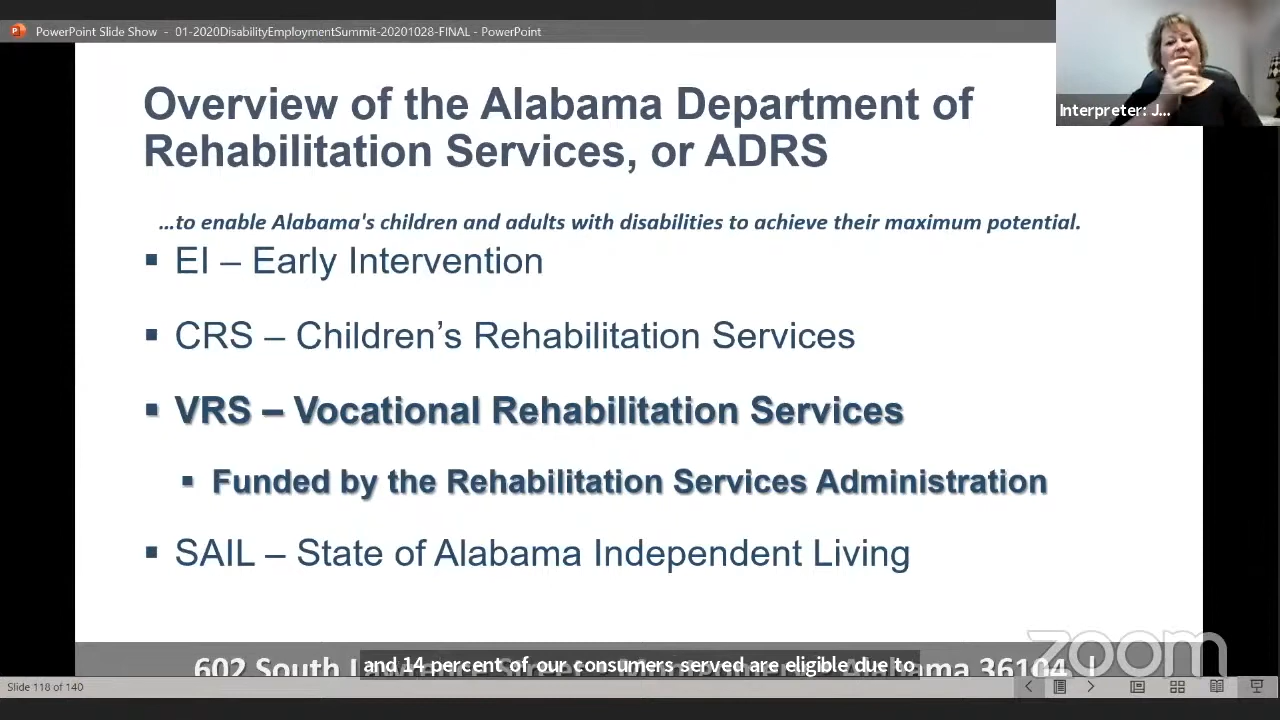 PowerPoint Slide Show - 01-2020DisabilityEmploymentSummit-20201028-FINAL - PowerPoint
Interpreter: J...
Overview of the Alabama Department of
Rehabilitation Services, or ADRS
...to enable Alabama's children and adults with disabilities to achieve their maximum potential.
▪ EI – Early Intervention
▪ CRS – Children’s Rehabilitation Services
▪ VRS – Vocational Rehabilitation Services
▪ Funded by the Rehabilitation Services Administration
▪ SAIL – State of Alabama Independent Living
zoom
602 South Alabama 36104 |
and 14 percent of our consumers served are eligible due to
Slide 118 of 140